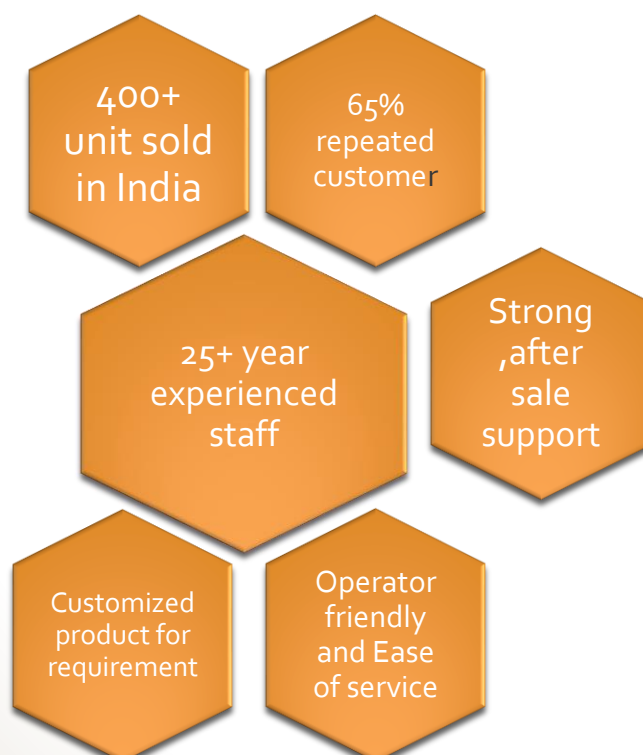 400+
unit sold
in India
65%
repeated
customer
25+ year
experienced
staff
Strong
,after
sale
support
Customized
product for
requirement
Operator
friendly
and Ease
of service